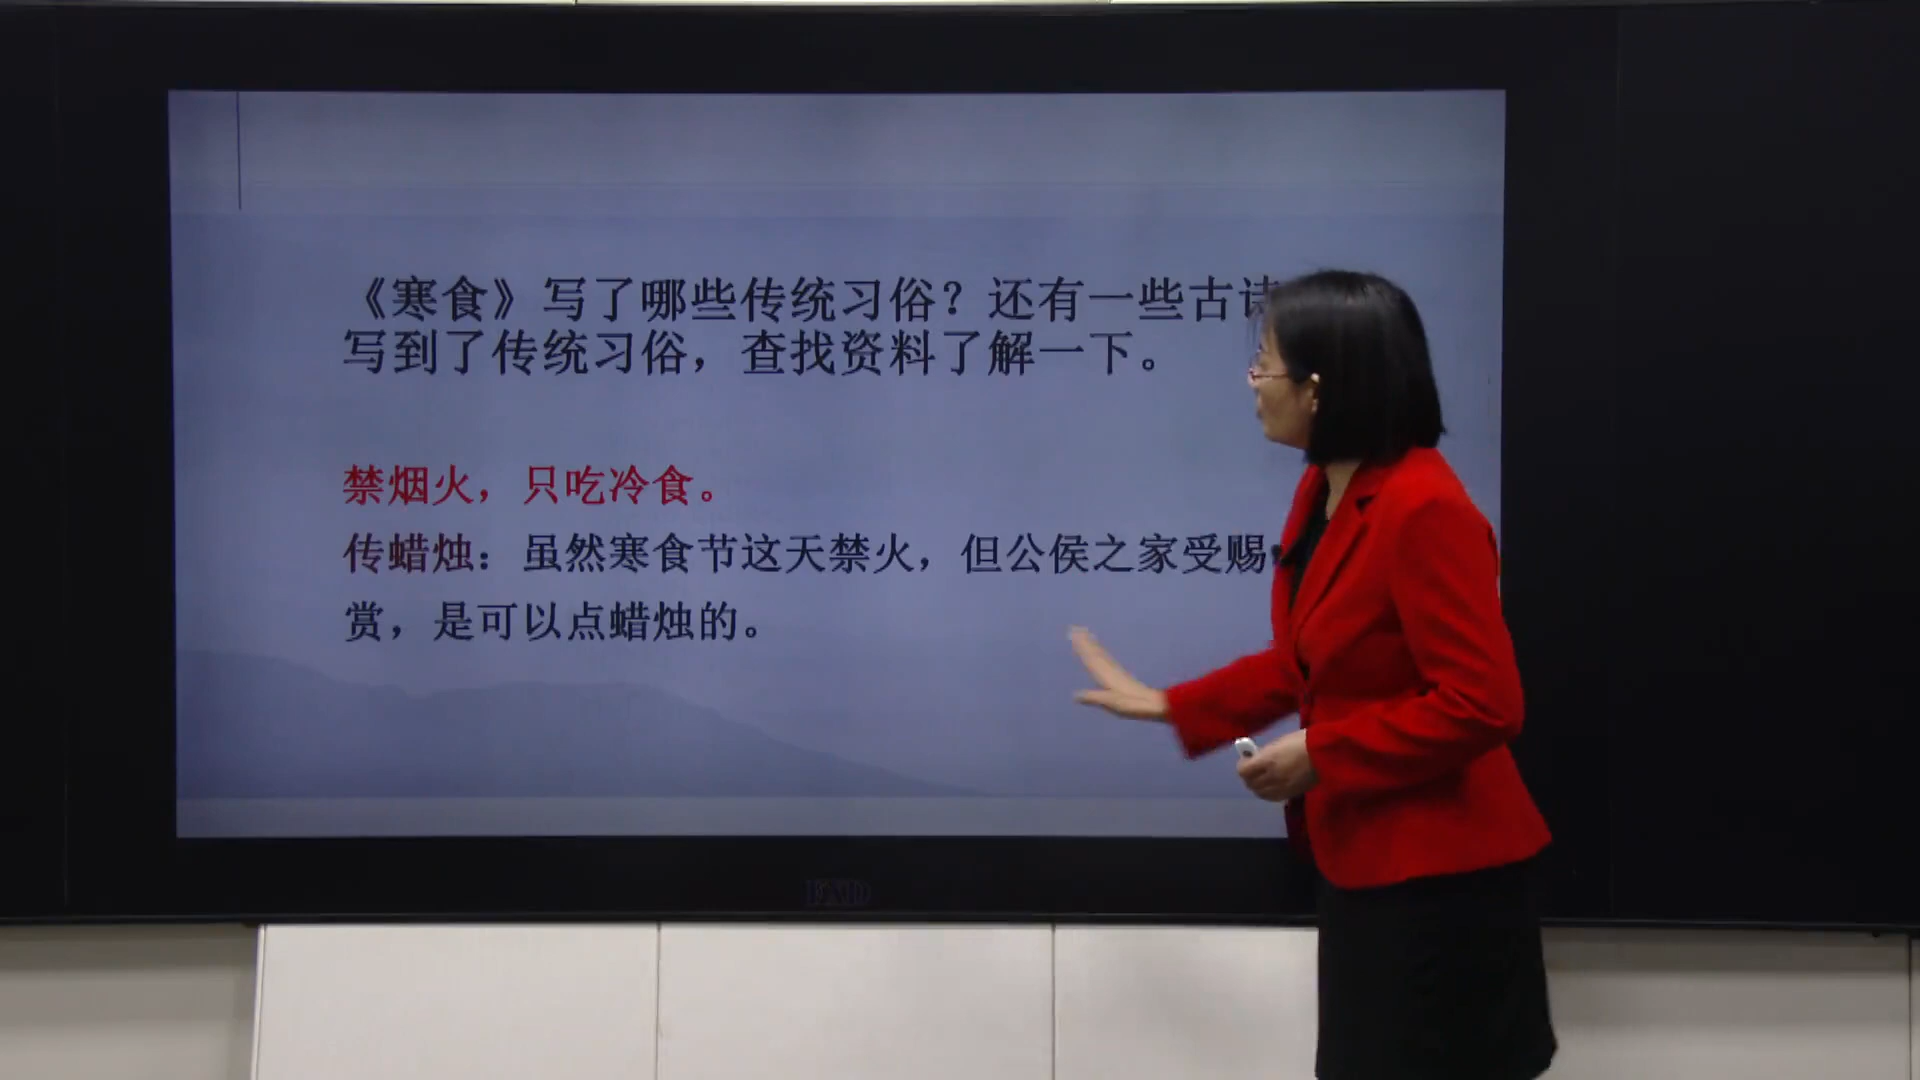 《寒食》写了哪些传统习俗？还有一些古诗
写到了传统习俗，查找资料了解一下。
禁烟火，只吃冷食。
传蜡烛：虽然寒食节这天禁火，但公侯之家受赐
赏，是可以点蜡烛的。